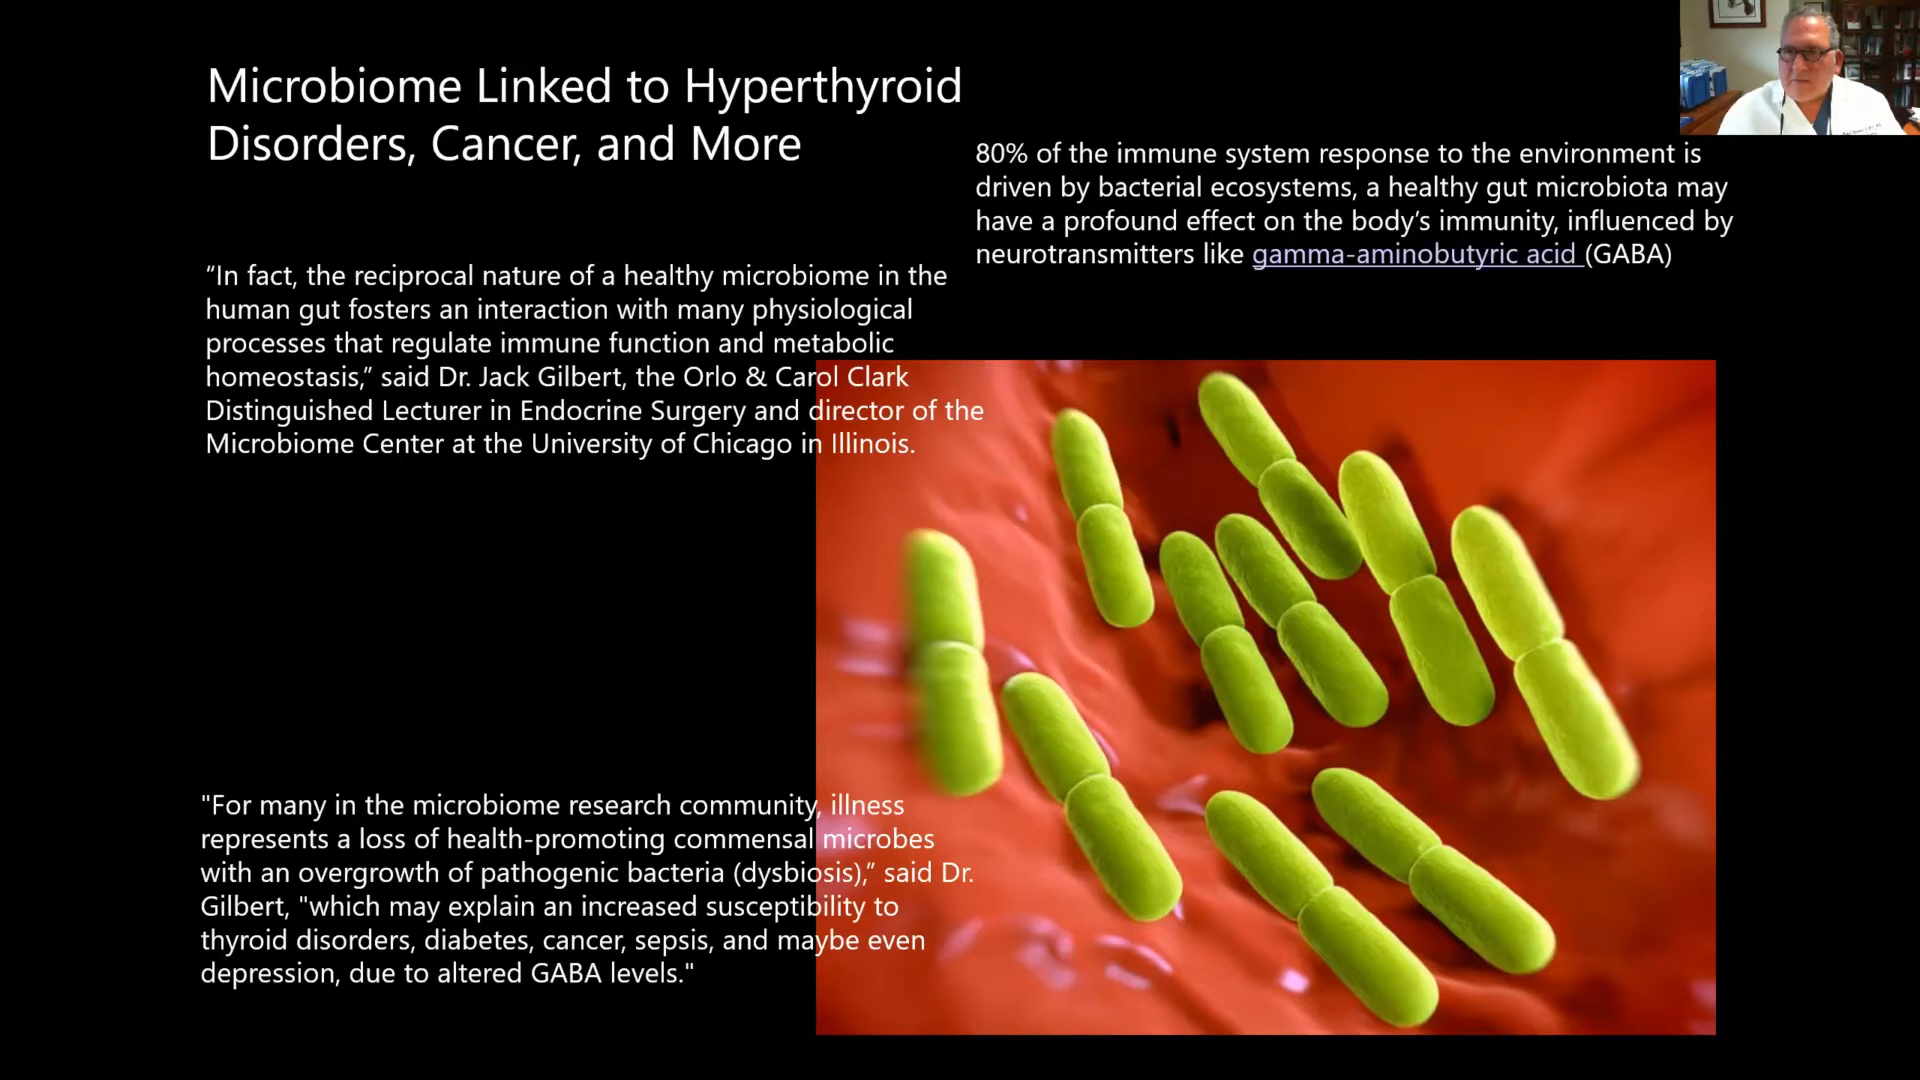 Microbiome Linked to Hyperthyroid
Disorders, Cancer, and More
80% of the immune system response to the environment is
driven by bacterial ecosystems, a healthy gut microbiota may
have a profound effect on the body’s immunity, influenced by
neurotransmitters like gamma-aminobutyric acid (GABA)
“In fact, the reciprocal nature of a healthy microbiome in the
human gut fosters an interaction with many physiological
processes that regulate immune function and metabolic
homeostasis,” said Dr. Jack Gilbert, the Orlo & Carol Clark
Distinguished Lecturer in Endocrine Surgery and director of the
Microbiome Center at the University of Chicago in Illinois.
"For many in the microbiome research community, illness
represents a loss of health-promoting commensal microbes
with an overgrowth of pathogenic bacteria (dysbiosis),” said Dr.
Gilbert, "which may explain an increased susceptibility to
thyroid disorders, diabetes, cancer, sepsis, and maybe even
depression, due to altered GABA levels."